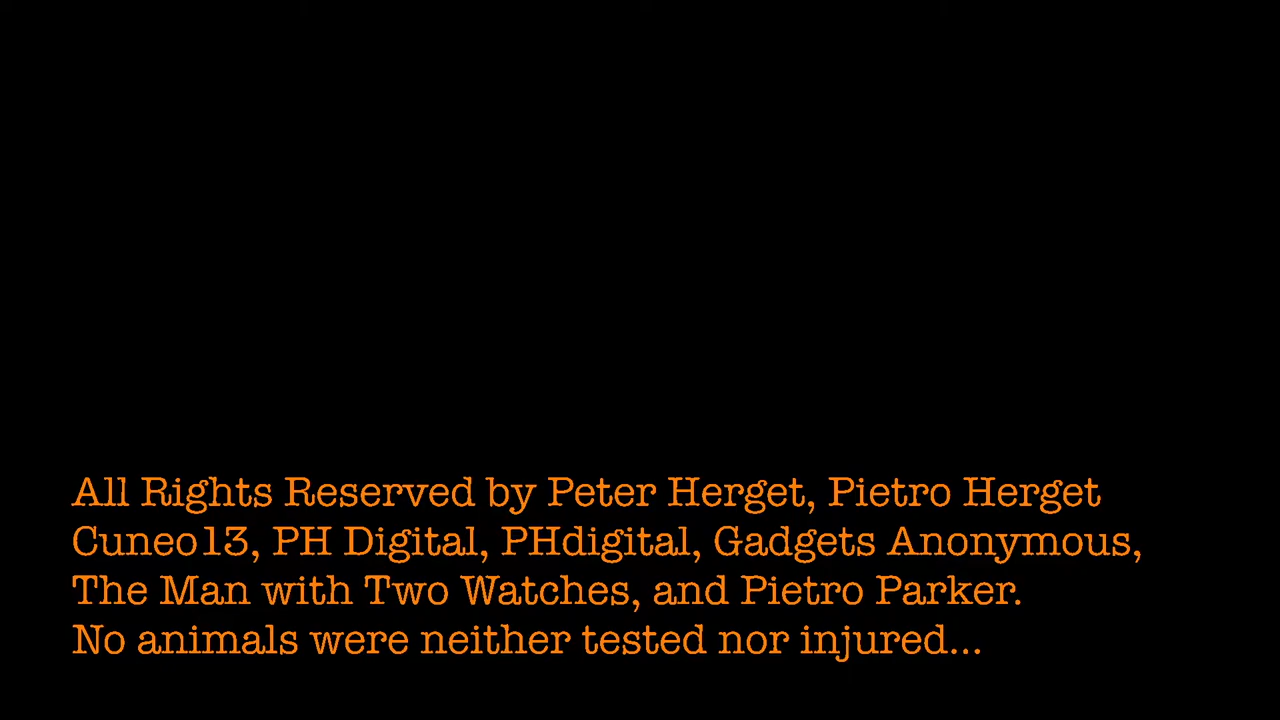 All Rights Reserved by Peter Herget, Pietro Herget
Cuneo13, PH Digital, PHdigital, Gadgets Anonymous,
The Man with Two Watches, and Pietro Parker.
No animals were neither tested nor injured...